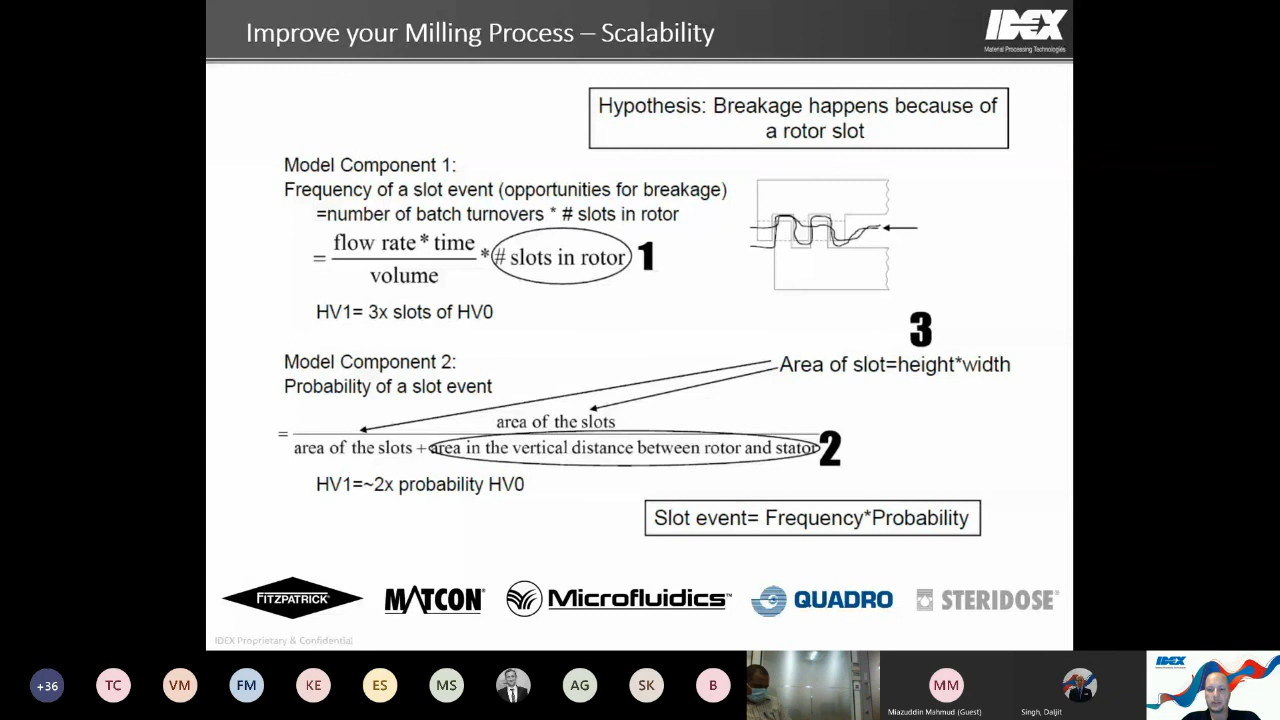 Improve your Milling Process – Scalability
IDEX
Material Processing Technologies
Hypothesis: Breakage happens because of
a rotor slot
Model Component 1:
Frequency of a slot event (opportunities for breakage)
=number of batch turnovers * # slots in rotor
= flow rate * time / volume * # slots in rotor 1
HV1= 3x slots of HV0
3
Area of slot=height*width
Model Component 2:
Probability of a slot event
area of the slots
=
area of the slots + area in the vertical distance between rotor and stator 2
HV1=~2x probability HV0
Slot event= Frequency*Probability
FITZPATRICK
MATCON
Microfluidics™
QUADRO
STERIDOSE
IDEX Proprietary & Confidential
+36 TC VM FM KE ES MS AG SK B MM
Miazuddin Mahmud (Guest)
Singh, Daljit
IDEX